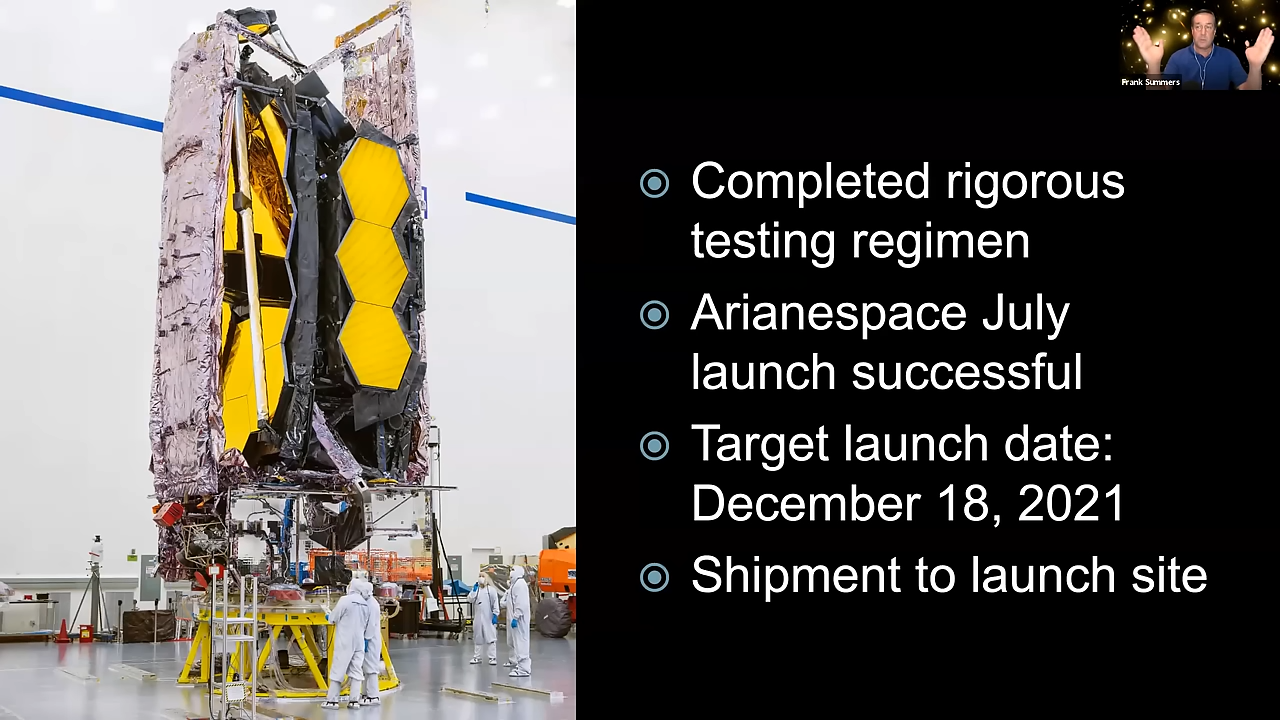 Frank Summers
Completed rigorous
testing regimen
Arianespace July
launch successful
Target launch date:
December 18, 2021
Shipment to launch site